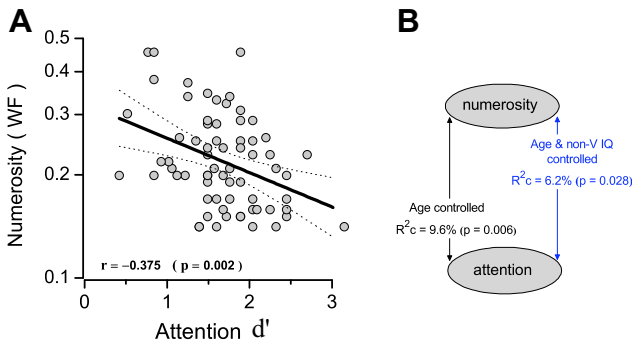 A
B
0.5
0.4
0.3
0.2
0.1
Numerosity ( WF)
r = −0.375 ( p = 0.002 )
0
1
2
3
Attention d'
numerosity
Age & non-V IQ
controlled
R²c = 6.2% (p = 0.028)
Age controlled
R²c = 9.6% (p = 0.006)
attention